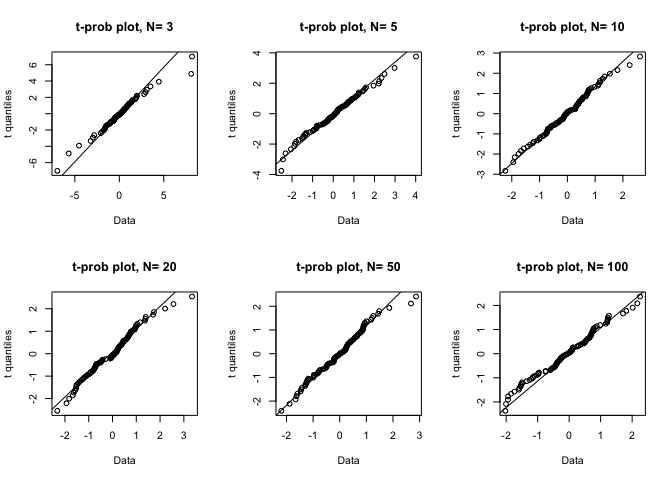 t-prob plot, N= 3
t quantiles
-6 -2 2 4 6
-5 0 5
Data
t-prob plot, N= 5
t quantiles
-4 -2 0 2 4
-2 -1 0 1 2 3 4
Data
t-prob plot, N= 10
t quantiles
-3 -2 -1 0 1 2 3
-2 -1 0 1 2
Data
t-prob plot, N= 20
t quantiles
-2 -1 0 1 2
-2 -1 0 1 2 3
Data
t-prob plot, N= 50
t quantiles
-2 -1 0 1 2
-2 -1 0 1 2 3
Data
t-prob plot, N= 100
t quantiles
-2 -1 0 1 2
-2 -1 0 1 2
Data